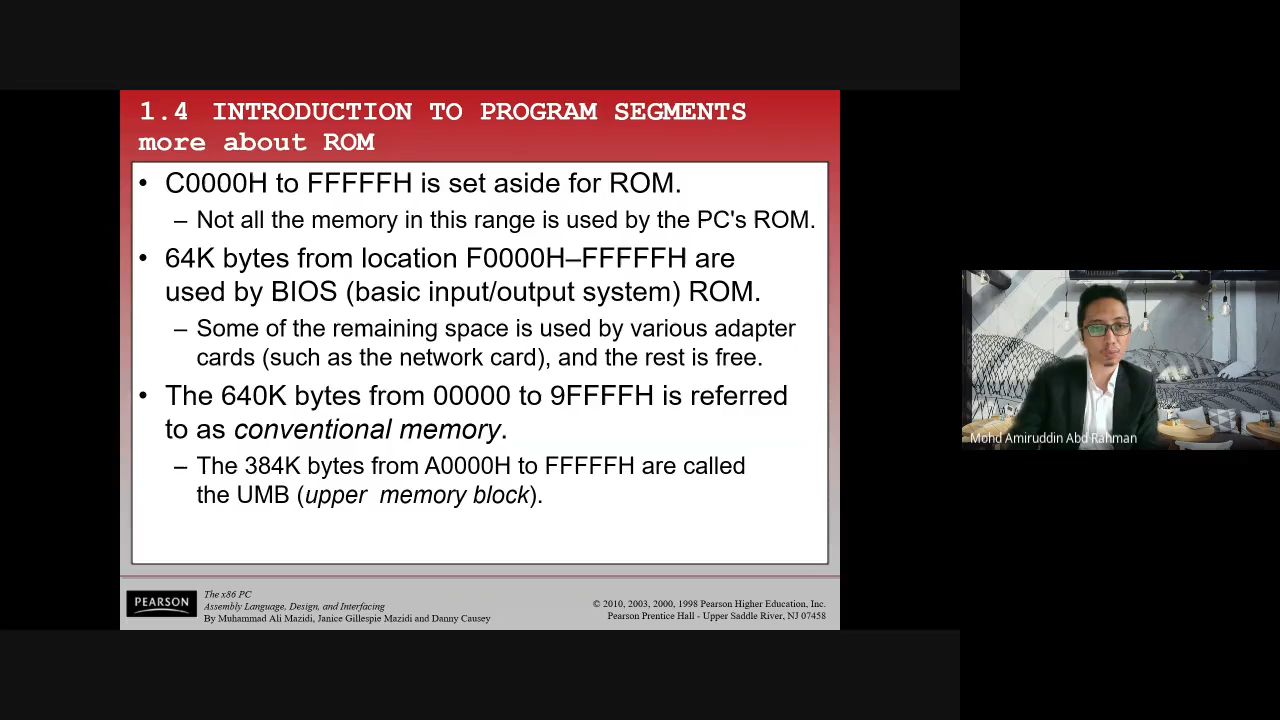 1.4 INTRODUCTION TO PROGRAM SEGMENTS
more about ROM
• C0000H to FFFFFH is set aside for ROM.
– Not all the memory in this range is used by the PC's ROM.
• 64K bytes from location F0000H–FFFFFH are
used by BIOS (basic input/output system) ROM.
– Some of the remaining space is used by various adapter
cards (such as the network card), and the rest is free.
• The 640K bytes from 00000 to 9FFFFH is referred
to as conventional memory.
– The 384K bytes from A0000H to FFFFFH are called
the UMB (upper memory block).
PEARSON
The x86 PC
Assembly Language, Design, and Interfacing
By Muhammad Ali Mazidi, Janice Gillespie Mazidi and Danny Causey
© 2010, 2003, 2000, 1998 Pearson Higher Education, Inc.
Pearson Prentice Hall - Upper Saddle River, NJ 07458
Mohd Amiruddin Abd Rahman